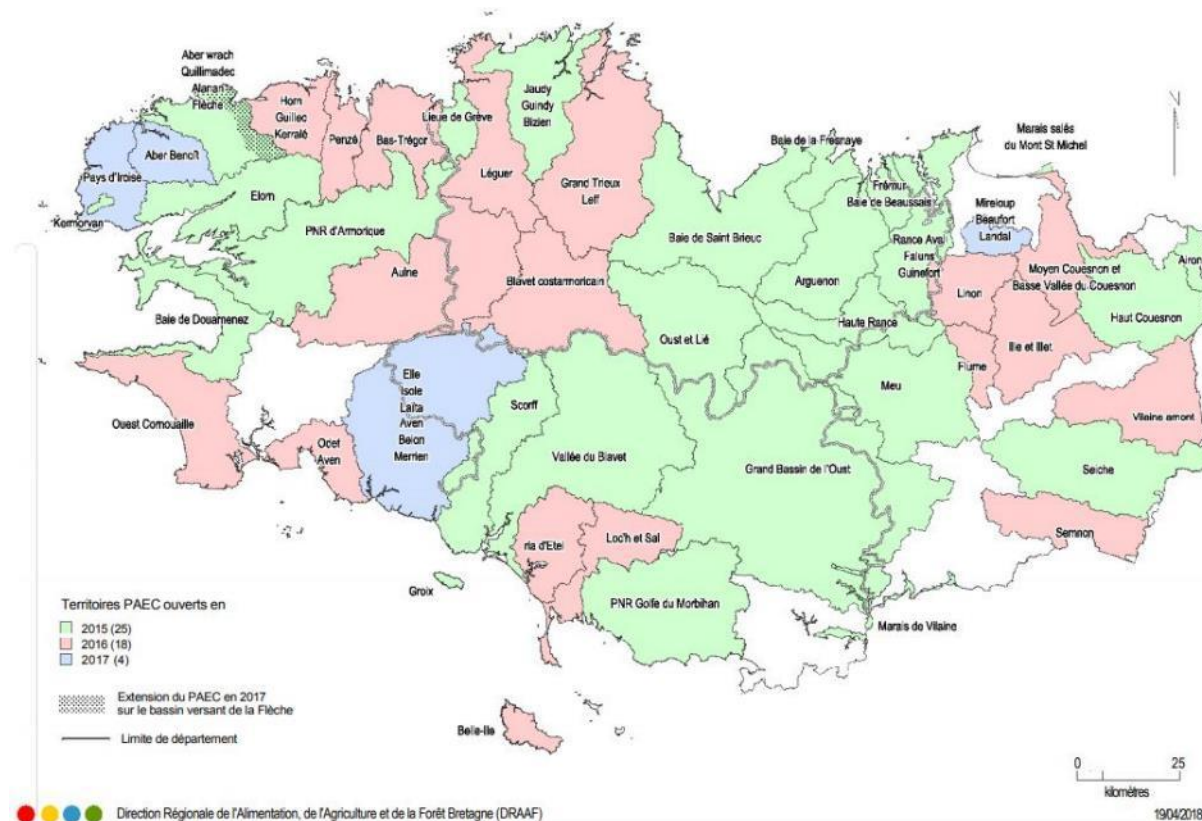 Aber wrach
Quillimadec
Alanan
Flèche
Horn
Guillec
Kerralé
Penzé
Bas-Trégor
Lieue de Grève
Jaudy
Guindy
Bizien
Aber Benoît
Pays d'Iroise
Kermorvan
Elorn
PNR d'Armorique
Léguer
Grand Trieux
Leff
Baie de la Fresnaye
Frémur
Baie de Beaussais
Marais salés
du Mont St Michel
Mireloup
Beaufort
Landal
Baie de Saint Brieuc
Rance Aval
Faluns
Guinefort
Arguenon
Aulne
Blavet costarmoricain
Linon
Moyen Couesnon et
Basse Vallée du Couesnon
Airon
Haut Couesnon
Baie de Douarnenez
Oust et Lié
Haute Rance
Ille et Illet
Flume
Meu
Vilaine amont
Ouest Cornouaille
Odet
Aven
Elle
Isole
Laïta
Aven
Belon
Merrien
Scorff
Vallée du Blavet
Grand Bassin de l'Oust
Seiche
Semnon
ria d'Etel
Loc'h et Sal
Groix
PNR Golfe du Morbihan
Marais de Vilaine
Belle-Ile
Territoires PAEC ouverts en
2015 (25)
2016 (18)
2017 (4)
Extension du PAEC en 2017
sur le bassin versant de la Flèche
Limite de département
N
0 25
kilomètres
Direction Régionale de l'Alimentation, de l'Agriculture et de la Forêt Bretagne (DRAAF)
19/04/2018